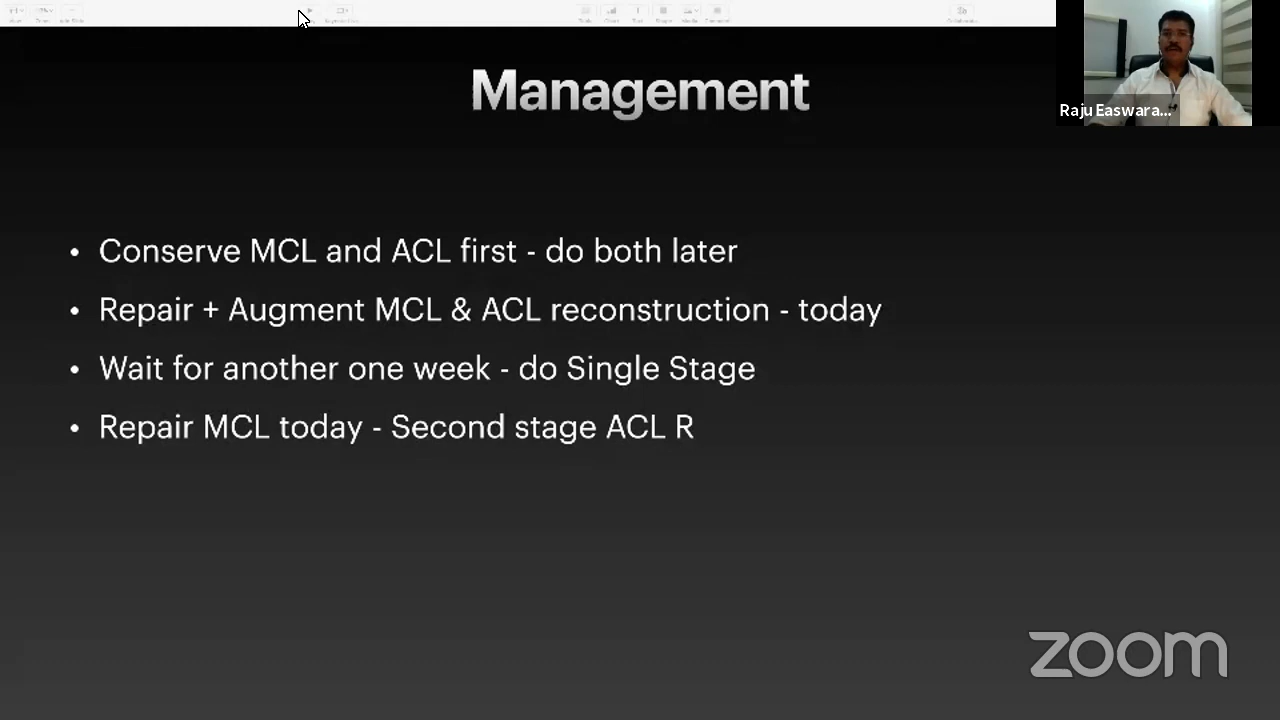 Management
Raju Easwara...
• Conserve MCL and ACL first - do both later
• Repair + Augment MCL & ACL reconstruction - today
• Wait for another one week - do Single Stage
• Repair MCL today - Second stage ACL R
zoom